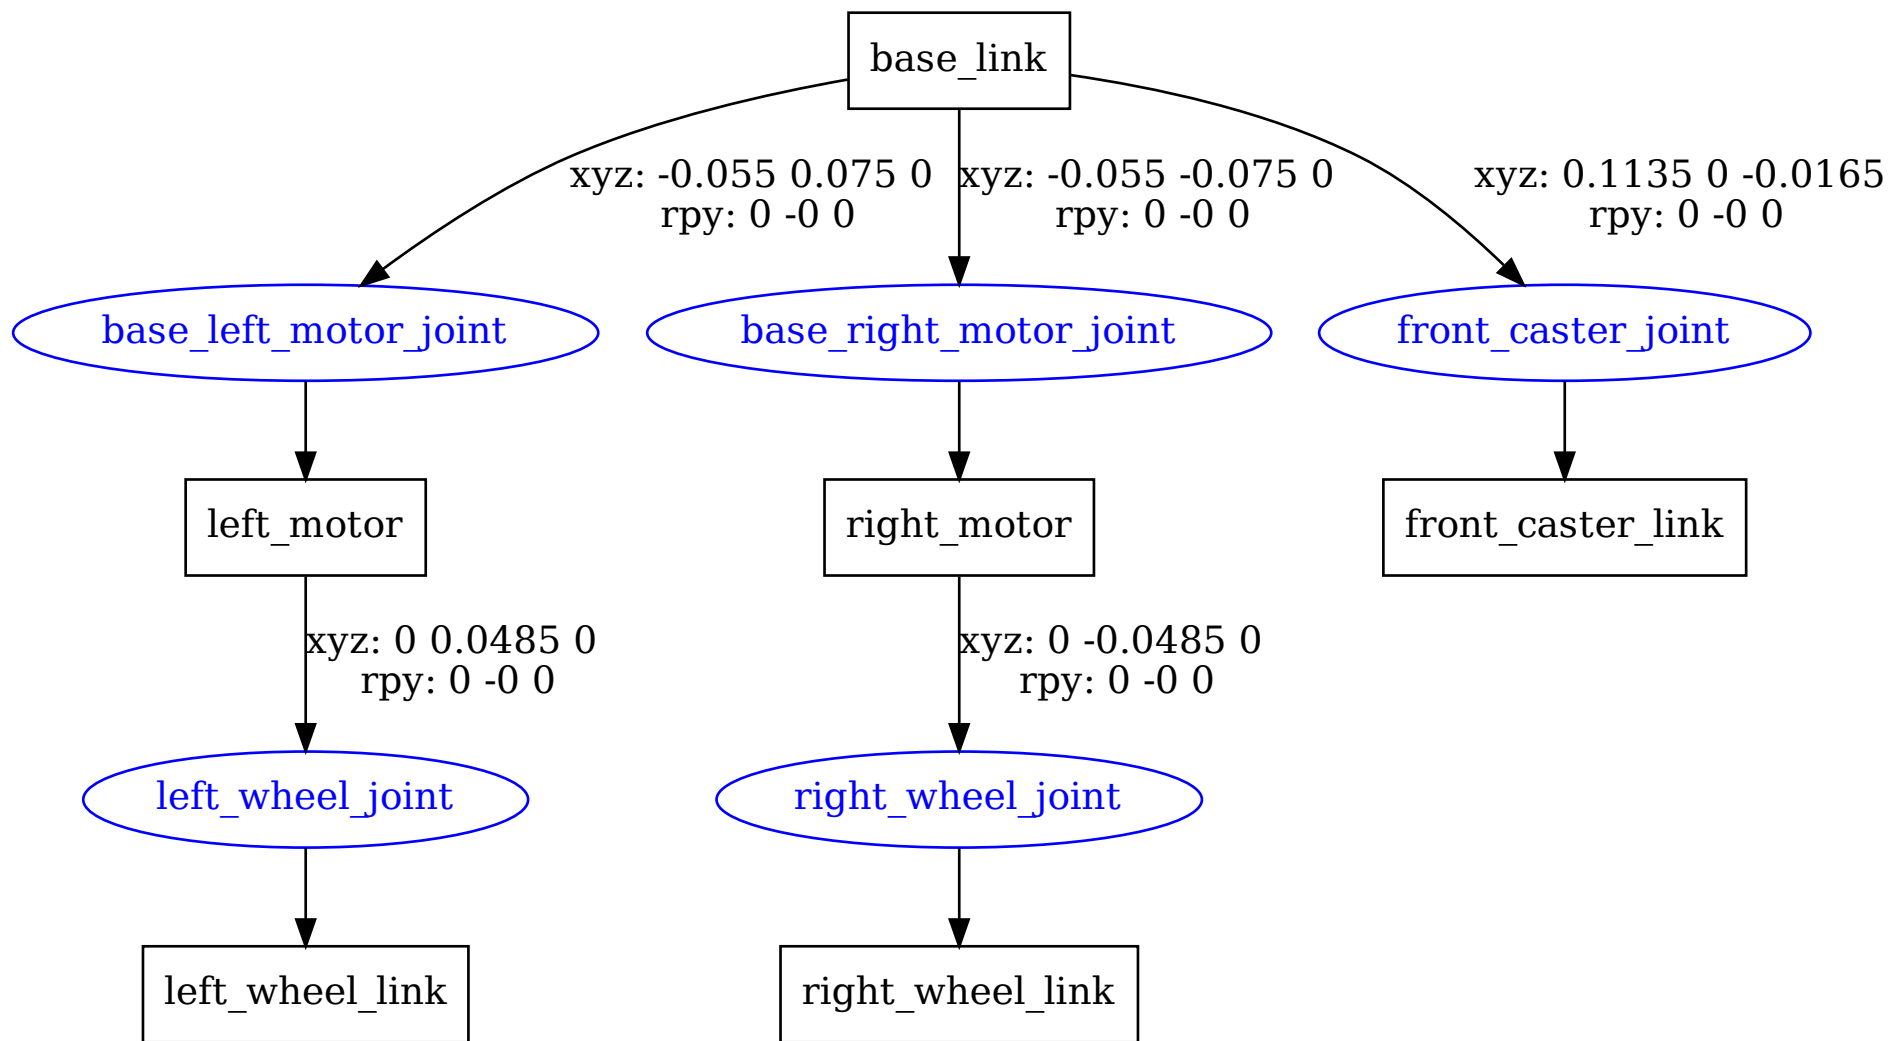 base_link
xyz: -0.055 0.075 0
rpy: 0 -0 0
xyz: -0.055 -0.075 0
rpy: 0 -0 0
xyz: 0.1135 0 -0.0165
rpy: 0 -0 0
base_left_motor_joint
base_right_motor_joint
front_caster_joint
left_motor
right_motor
front_caster_link
xyz: 0 0.0485 0
rpy: 0 -0 0
xyz: 0 -0.0485 0
rpy: 0 -0 0
left_wheel_joint
right_wheel_joint
left_wheel_link
right_wheel_link